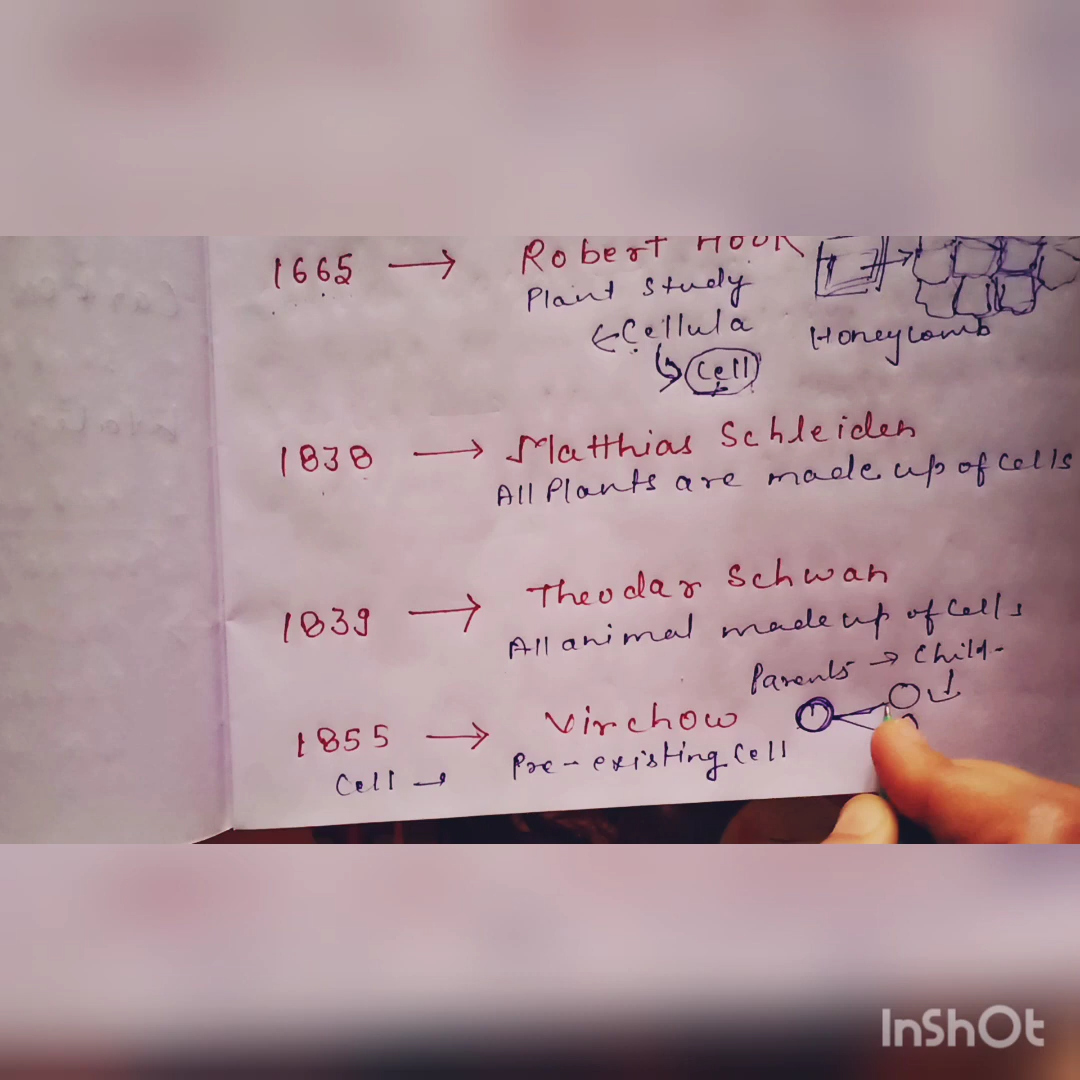 1665 → Robert Hook
Plant study
← Cellula
Cell
Honeycomb
1838 → Matthias Schleiden
All Plants are made up of cells
1839 → Theodar Schwan
All animal made up of cells
Parents → Child
1855 → Virchow
Cell → Pre-existing cell
InShOt